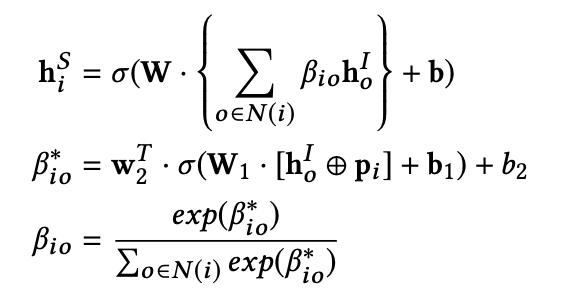 h_i^S = σ(W · { ∑_{o∈N(i)} β_{io} h_o^I } + b)
β_{io}^* = w_2^T · σ(W_1 · [h_o^I ⊕ p_i] + b_1) + b_2
β_{io} = exp(β_{io}^*) / ∑_{o∈N(i)} exp(β_{io}^*)